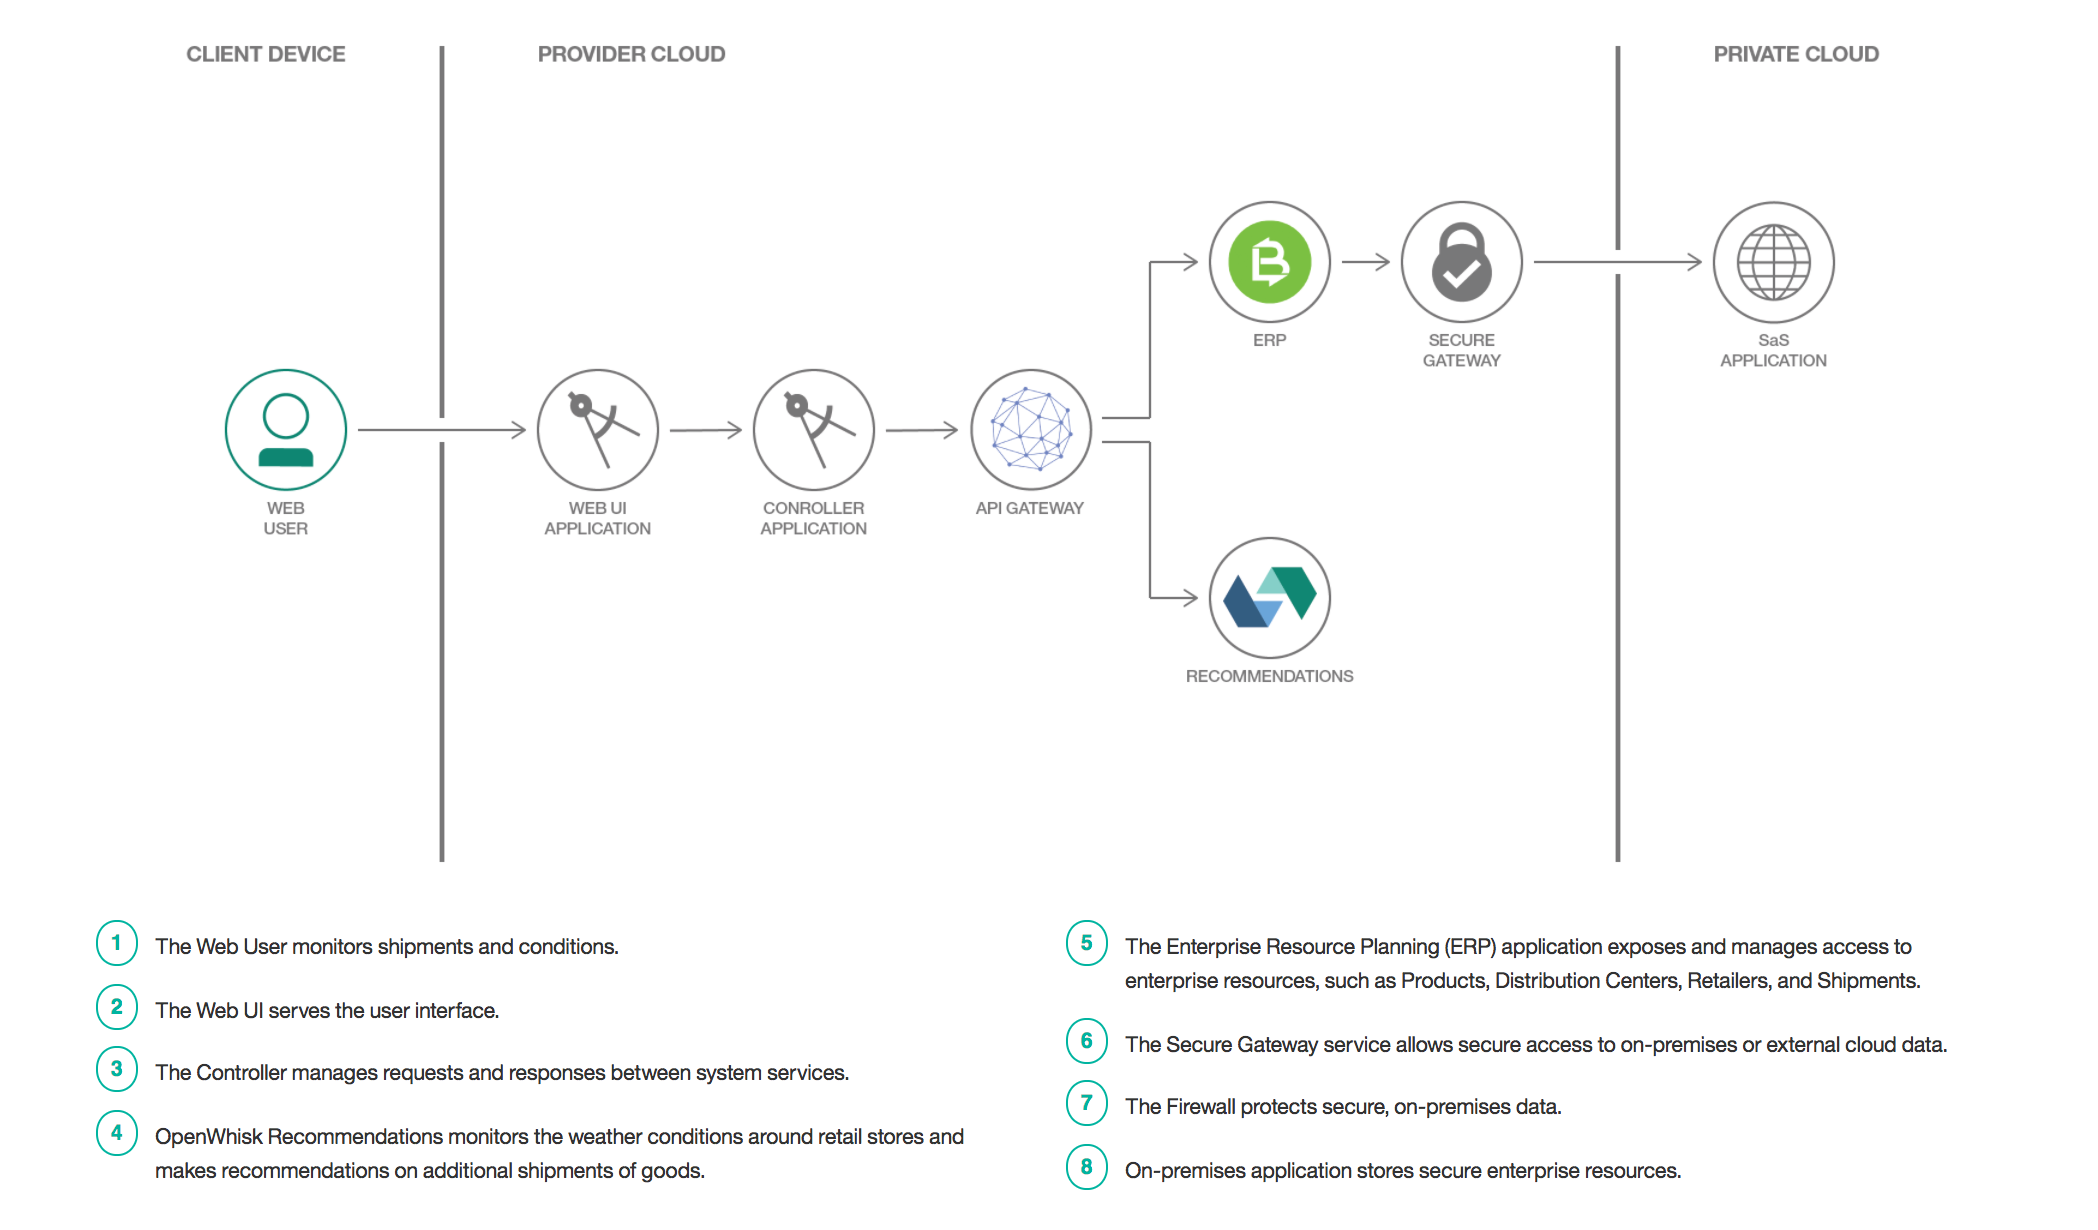 CLIENT DEVICE
PROVIDER CLOUD
PRIVATE CLOUD
ERP
SECURE
GATEWAY
SaS
APPLICATION
WEB
USER
WEB UI
APPLICATION
CONROLLER
APPLICATION
API GATEWAY
RECOMMENDATIONS
1 The Web User monitors shipments and conditions.
2 The Web UI serves the user interface.
3 The Controller manages requests and responses between system services.
4 OpenWhisk Recommendations monitors the weather conditions around retail stores and
makes recommendations on additional shipments of goods.
5 The Enterprise Resource Planning (ERP) application exposes and manages access to
enterprise resources, such as Products, Distribution Centers, Retailers, and Shipments.
6 The Secure Gateway service allows secure access to on-premises or external cloud data.
7 The Firewall protects secure, on-premises data.
8 On-premises application stores secure enterprise resources.